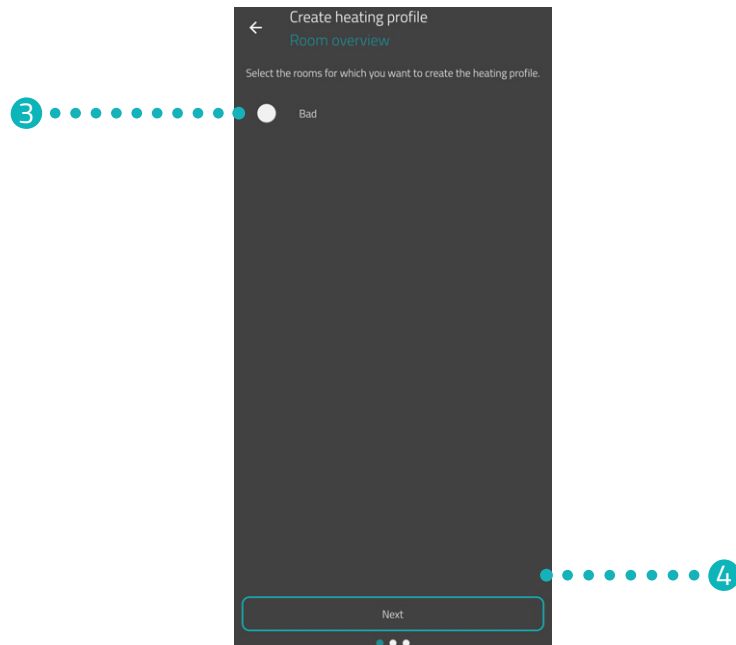 Create heating profile
Room overview
Select the rooms for which you want to create the heating profile.
3
Bad
4
Next